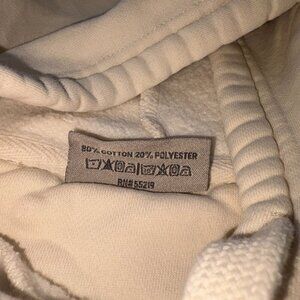 80% COTTON 20% POLYESTER
RN# 55219